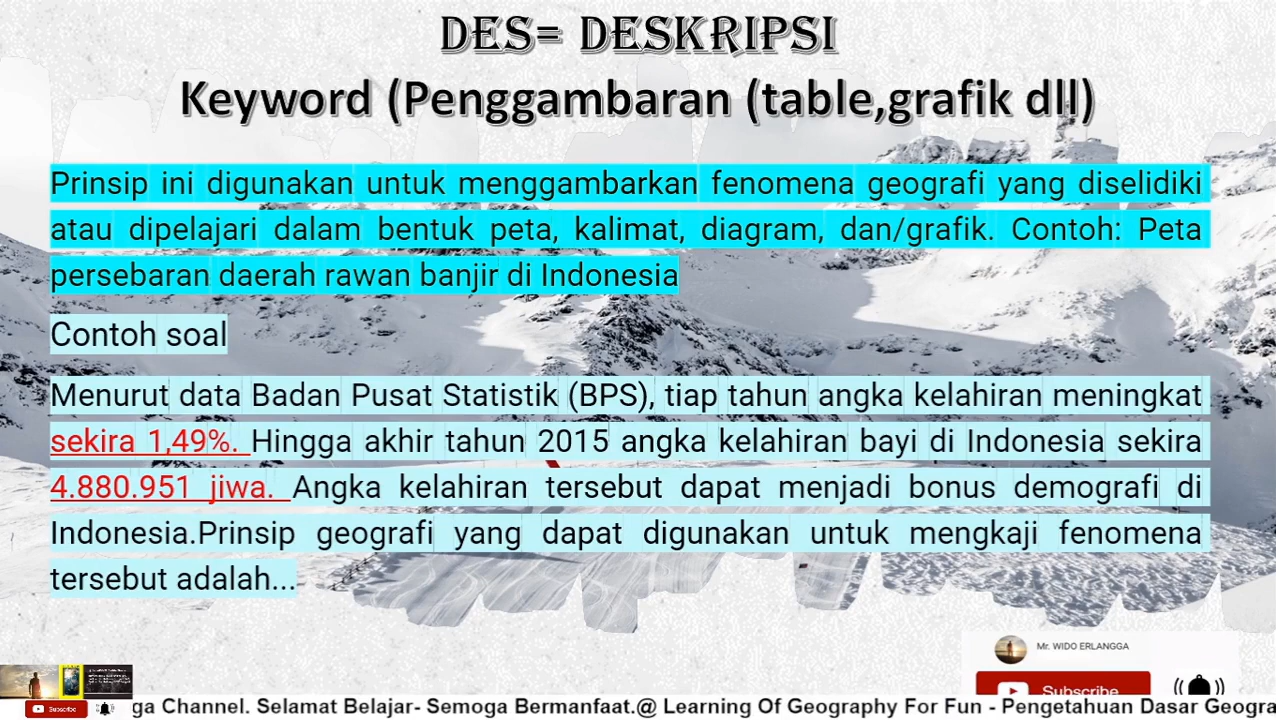 DES= DESKRIPSI
Keyword (Penggambaran (table,grafik dll)
Prinsip ini digunakan untuk menggambarkan fenomena geografi yang diselidiki
atau dipelajari dalam bentuk peta, kalimat, diagram, dan/grafik. Contoh: Peta
persebaran daerah rawan banjir di Indonesia
Contoh soal
Menurut data Badan Pusat Statistik (BPS), tiap tahun angka kelahiran meningkat
sekira 1,49%. Hingga akhir tahun 2015 angka kelahiran bayi di Indonesia sekira
4.880.951 jiwa. Angka kelahiran tersebut dapat menjadi bonus demografi di
Indonesia.Prinsip geografi yang dapat digunakan untuk mengkaji fenomena
tersebut adalah...
Mr. WIDO ERLANGGA
Subscribe
Subscribe
ga Channel. Selamat Belajar- Semoga Bermanfaat.@ Learning Of Geography For Fun - Pengetahuan Dasar Geogra